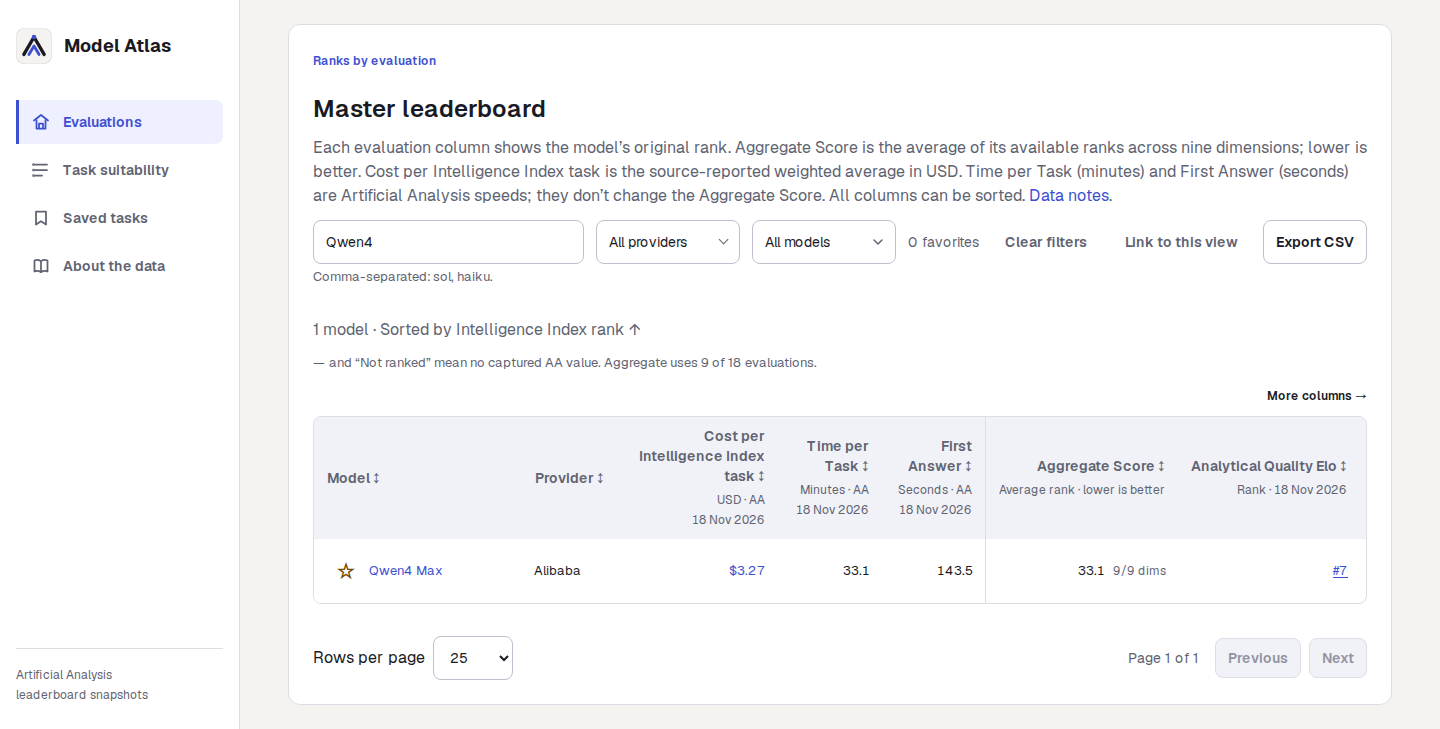 Model Atlas
Evaluations
Task suitability
Saved tasks
About the data
Artificial Analysis
leaderboard snapshots
Ranks by evaluation
Master leaderboard
Each evaluation column shows the model’s original rank. Aggregate Score is the average of its available ranks across nine dimensions; lower is
better. Cost per Intelligence Index task is the source-reported weighted average in USD. Time per Task (minutes) and First Answer (seconds)
are Artificial Analysis speeds; they don’t change the Aggregate Score. All columns can be sorted. Data notes.
Qwen4 All providers All models 0 favorites Clear filters Link to this view Export CSV
Comma-separated: sol, haiku.
1 model · Sorted by Intelligence Index rank ↑
— and “Not ranked” mean no captured AA value. Aggregate uses 9 of 18 evaluations.
More columns →
Model ↕
Provider ↕
Cost per
Intelligence Index
task ↕
USD · AA
18 Nov 2026
Time per
Task ↕
Minutes · AA
18 Nov 2026
First
Answer ↕
Seconds · AA
18 Nov 2026
Aggregate Score ↕
Average rank · lower is better
Analytical Quality Elo ↕
Rank · 18 Nov 2026
Qwen4 Max Alibaba $3.27 33.1 143.5 33.1 9/9 dims #7
Rows per page 25 Page 1 of 1 Previous Next